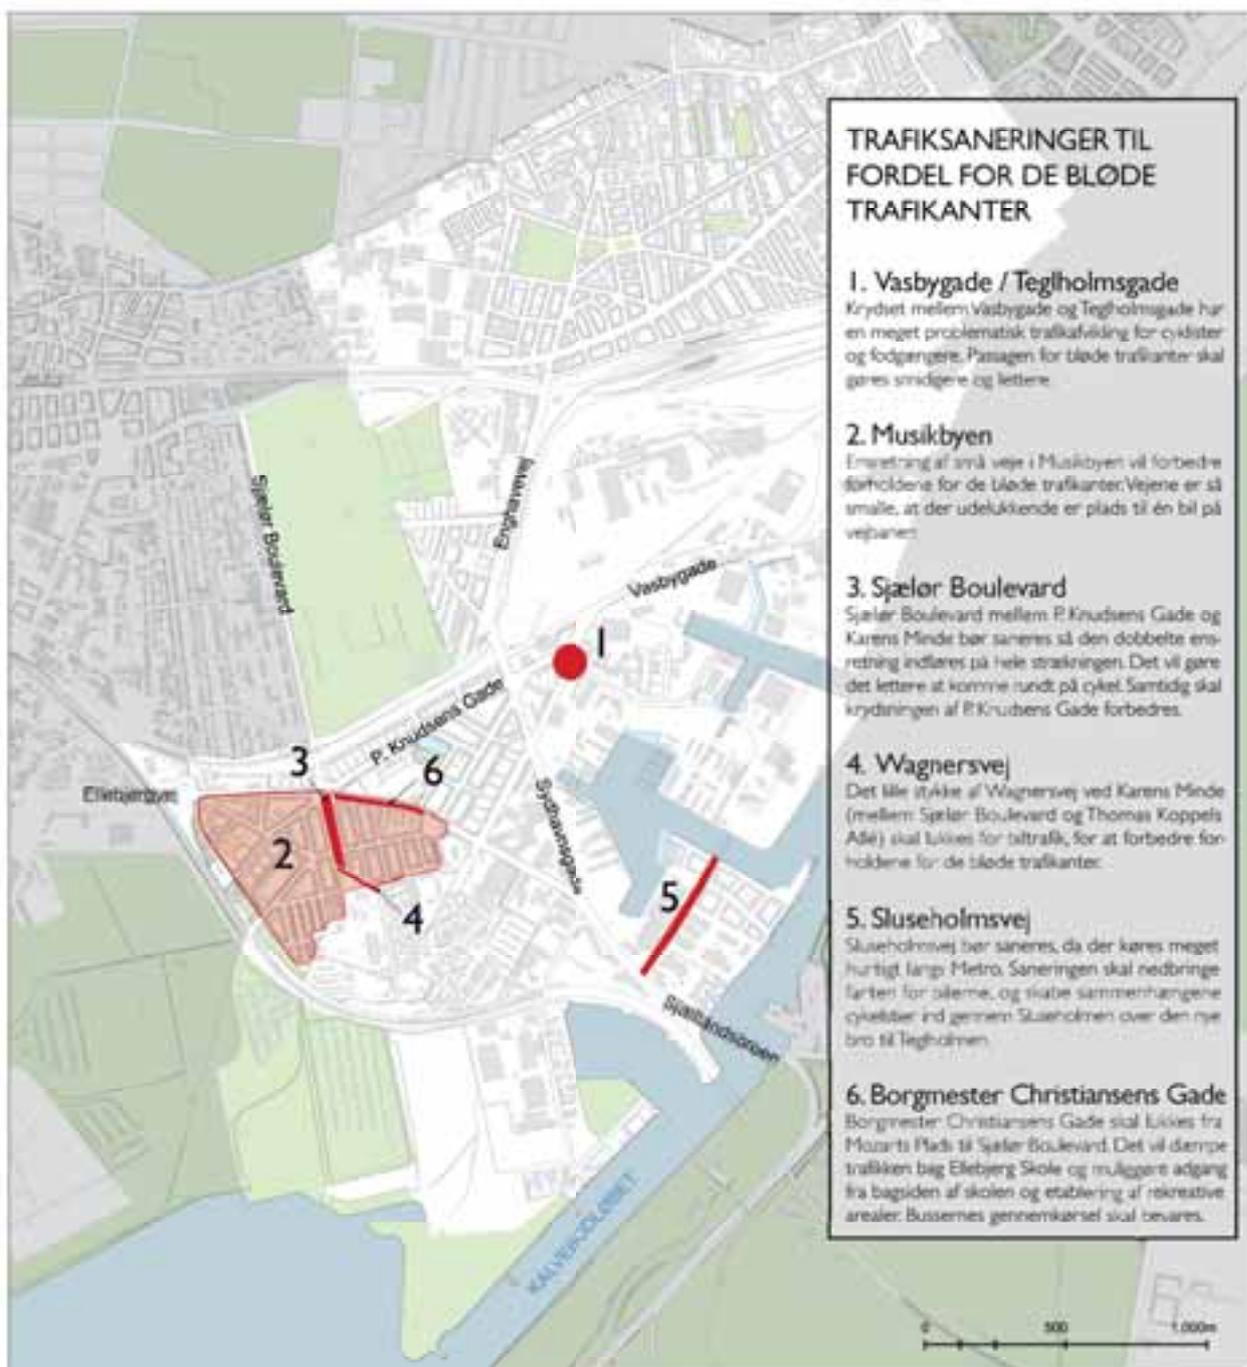 TRAFIKSANERINGER TIL
FORDEL FOR DE BLØDE
TRAFIKANTER
1. Vasbygade / Teglholmsgade
Krydset mellem Vasbygade og Teglholmsgade har
en meget problematisk trafikafvikling for cyklister
og fodgængere. Passagen for bløde trafikanter skal
gøres smidigere og lettere.
2. Musikbyen
Ensretning af små veje i Musikbyen vil forbedre
forholdene for de bløde trafikanter. Vejene er så
smalle, at der udelukkende er plads til én bil på
vejbanen.
3. Sjælør Boulevard
Sjælør Boulevard mellem P. Knudsens Gade og
Karens Minde bør saneres så den dobbelte ens-
retning indføres på hele strækningen. Det vil gøre
det lettere at komme rundt på cykel. Samtidig skal
krydsningen af P. Knudsens Gade forbedres.
4. Wagnersvej
Det lille stykke af Wagnersvej ved Karens Minde
(mellem Sjælør Boulevard og Thomas Koppels
Allé) skal lukkes for biltrafik, for at forbedre for-
holdene for de bløde trafikanter.
5. Sluseholmsvej
Sluseholmsvej bør saneres, da der køres meget
hurtigt langs Metro. Saneringen skal nedbringe
farten for bilerne, og skabe sammenhængene
cykelstier ind gennem Sluseholmen over den nye
bro til Teglholmen.
6. Borgmester Christiansens Gade
Borgmester Christiansens Gade skal lukkes fra
Mozarts Plads til Sjælør Boulevard. Det vil dæmpe
trafikken bag Ellebjerg Skole og muliggøre adgang
fra bagsiden af skolen og etablering af rekreative
arealer. Bussernes gennemkørsel skal bevares.
Sjælør Boulevard
Enghavevej
Vasbygade
1
P. Knudsens Gade
3
6
Ellebjergvej
Sydhavnsgade
2
5
4
Sjællandsbroen
KALVEBODLØBET
0 500 1.000m